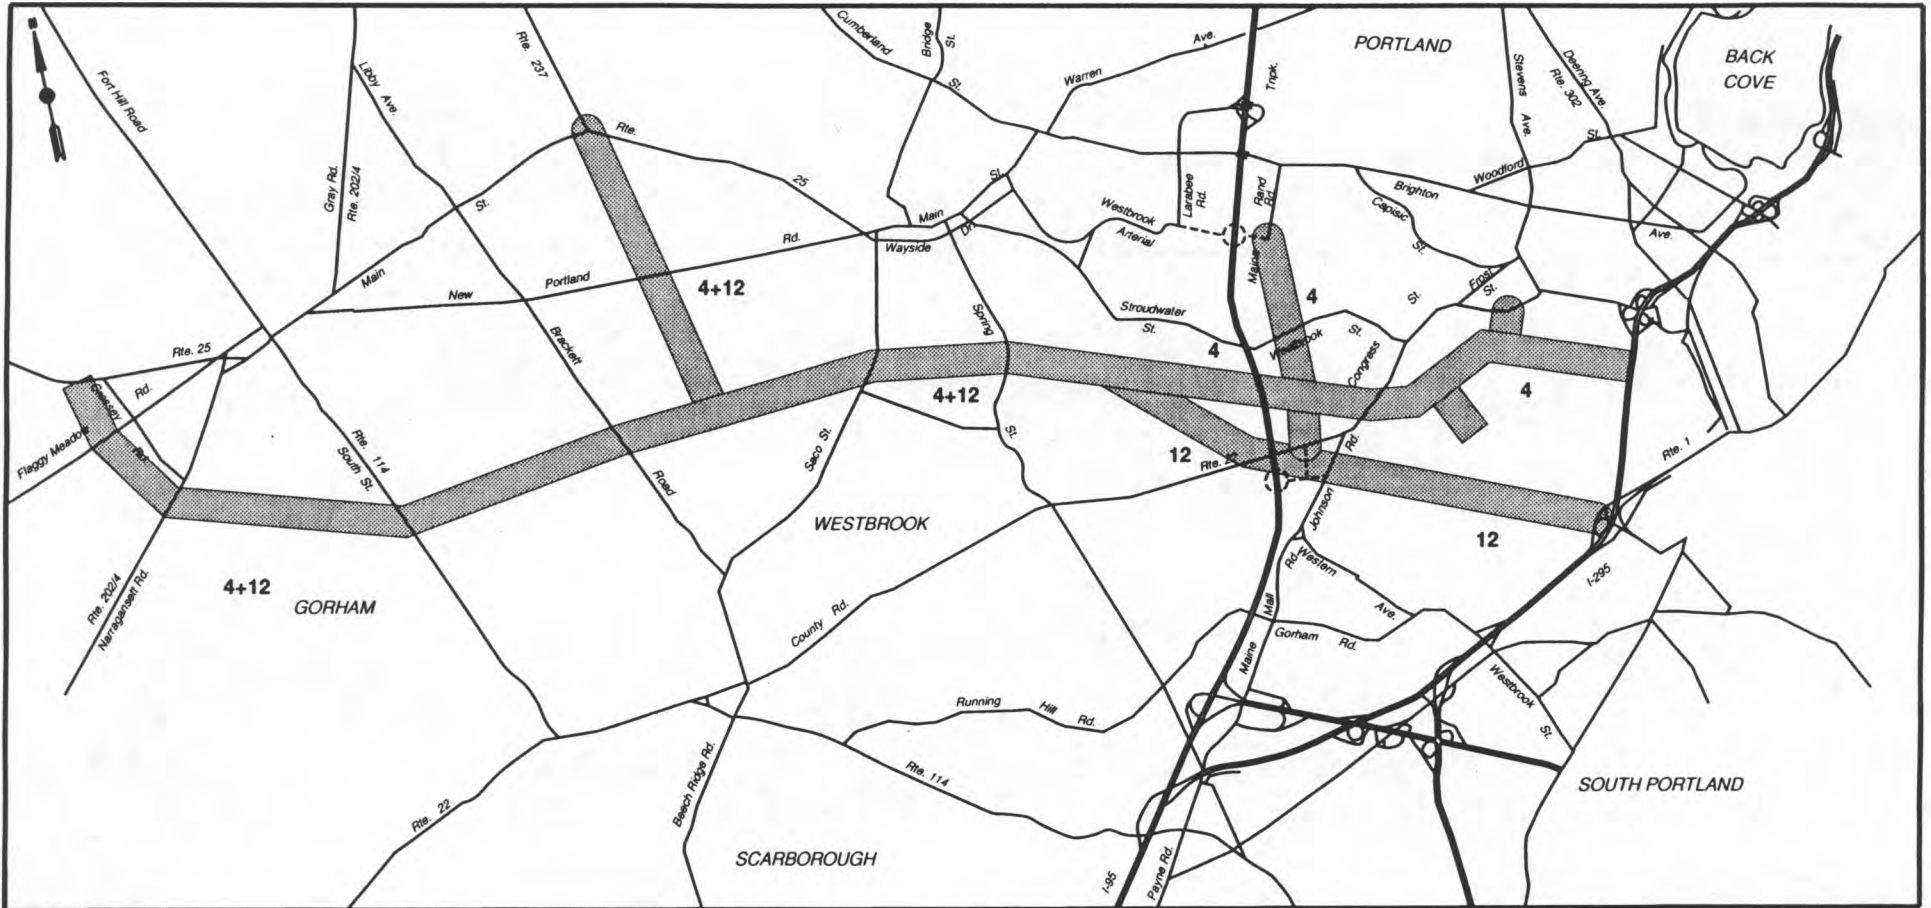 N
Fort Hill Road
Gray Rd.
Rte. 202/4
Libby Ave.
Rte. 237
Cumberland
St.
Bridge
St.
Warren
Ave.
Tnpk.
PORTLAND
Stevens
Ave.
Deering Ave.
Rte. 302
BACK
COVE
Rte.
25
St.
Main
Main
St.
Wayside
Dr.
Westbrook
Arterial
Larabee
Rd.
Rand
Rd.
Maine
Brighton
Ave.
Capisic
St.
Woodford
St.
Frost
St.
New
Portland
Rd.
4+12
Stroudwater
St.
Spring
St.
4
4
Westbrook
St.
Congress
St.
4
Rte. 25
Rd.
Flaggy Meadow
Rd.
Rte. 114
South St.
Brackett
Road
Saco St.
4+12
12
Rte. 22
Rd.
Johnson
Rte. 1
WESTBROOK
12
Rte. 202/4
Narragansett Rd.
4+12
GORHAM
County
Rd.
Rd.
Western
Ave.
Mall
Maine
Gorham
Rd.
I-295
Westbrook
St.
Running
Hill
Rd.
Rte. 114
Beech Ridge Rd.
Rte. 22
SOUTH PORTLAND
SCARBOROUGH
I-95
Payne Rd.